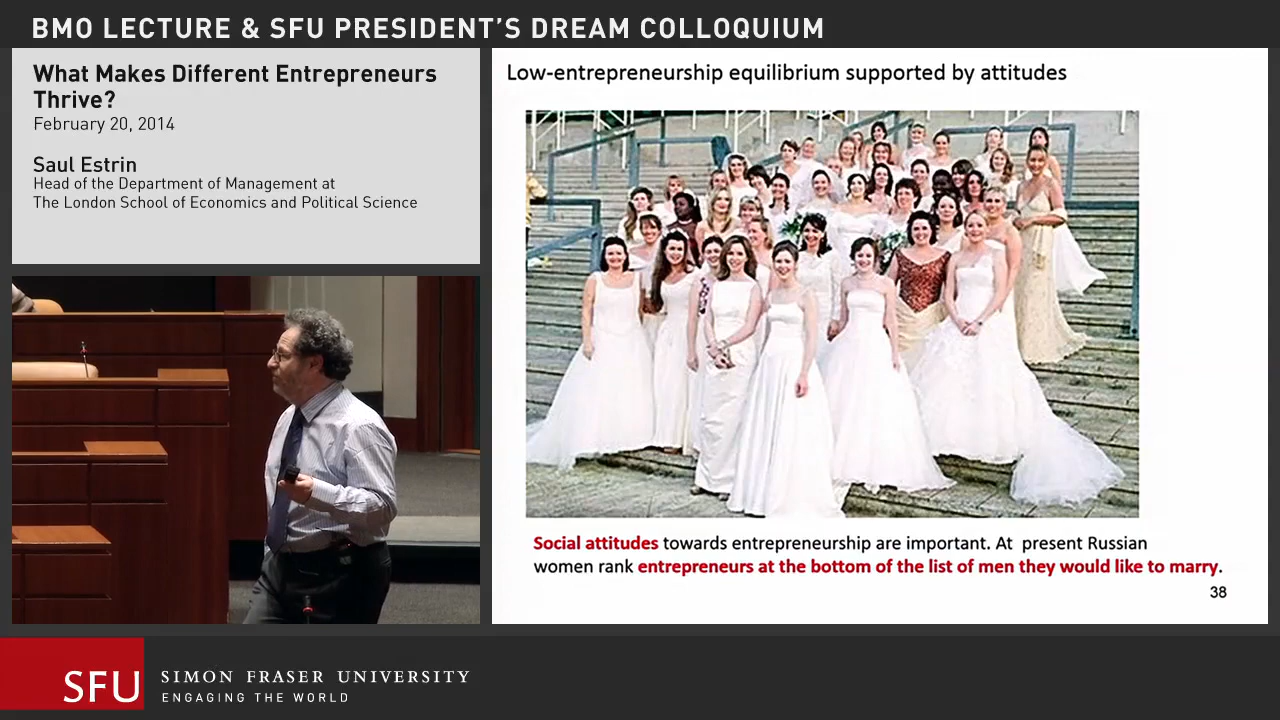 BMO LECTURE & SFU PRESIDENT'S DREAM COLLOQUIUM
What Makes Different Entrepreneurs
Thrive?
February 20, 2014
Saul Estrin
Head of the Department of Management at
The London School of Economics and Political Science
Low-entrepreneurship equilibrium supported by attitudes
Social attitudes towards entrepreneurship are important. At  present Russian
women rank entrepreneurs at the bottom of the list of men they would like to marry.
38
SFU
SIMON FRASER UNIVERSITY
ENGAGING THE WORLD